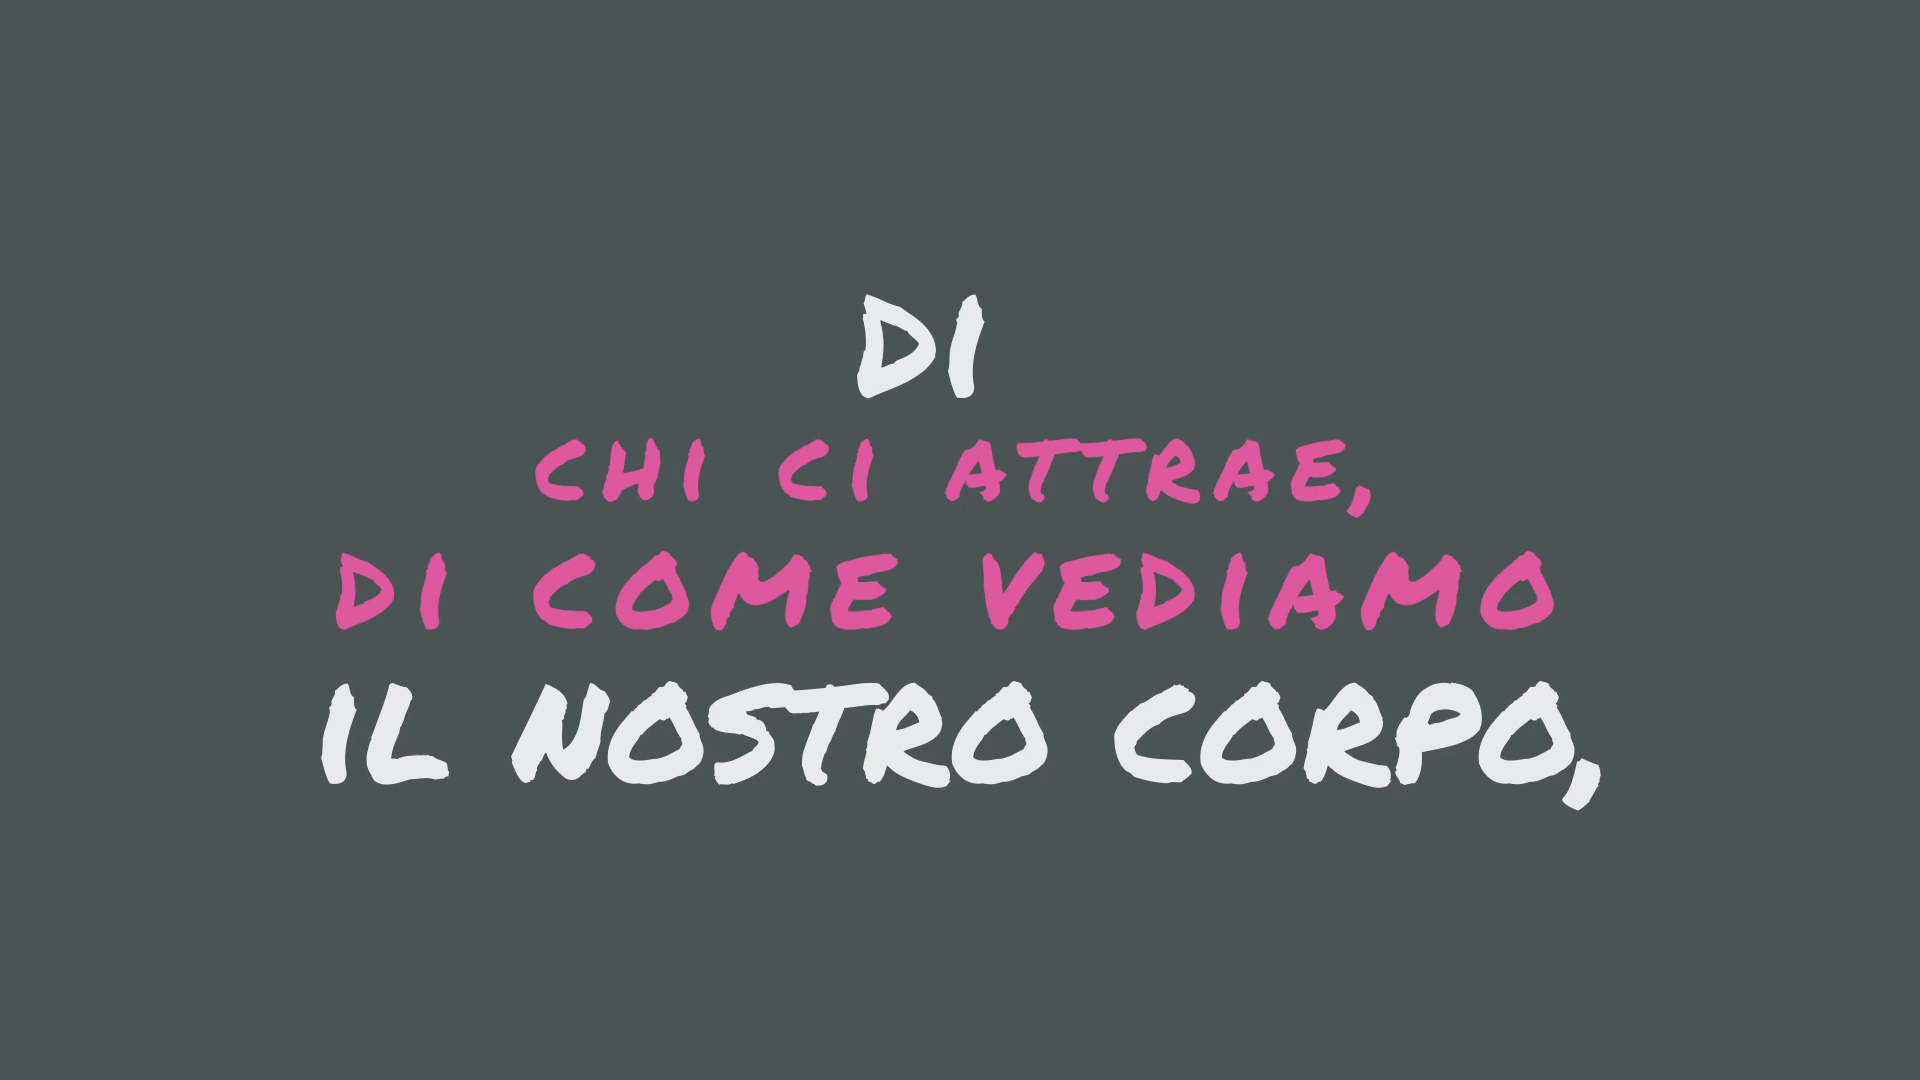 DI
CHI CI ATTRAE,
DI COME VEDIAMO
IL NOSTRO CORPO,